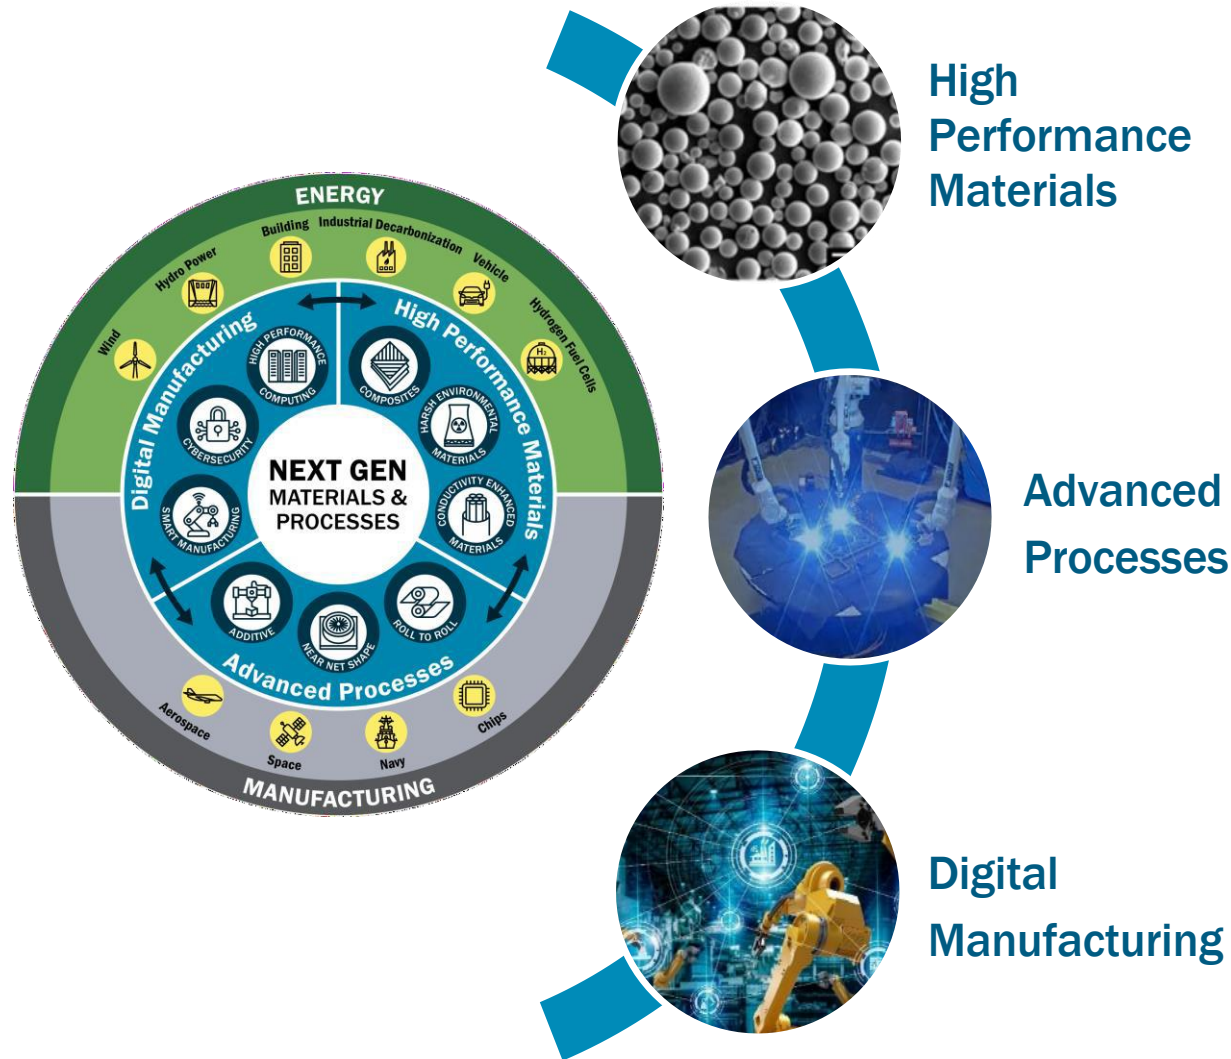 ENERGY
Wind
Hydro Power
Building
Industrial Decarbonization
Vehicle
Hydrogen Fuel Cells
H₂
Digital Manufacturing
HIGH PERFORMANCE
COMPUTING
CYBERSECURITY
SMART MANUFACTURING
High Performance Materials
COMPOSITES
HARSH ENVIRONMENTAL
MATERIALS
CONDUCTIVITY ENHANCED
MATERIALS
NEXT GEN
MATERIALS &
PROCESSES
ADDITIVE
NEAR NET SHAPE
ROLL TO ROLL
Advanced Processes
Aerospace
Space
Navy
Chips
MANUFACTURING
High
Performance
Materials
Advanced
Processes
Digital
Manufacturing